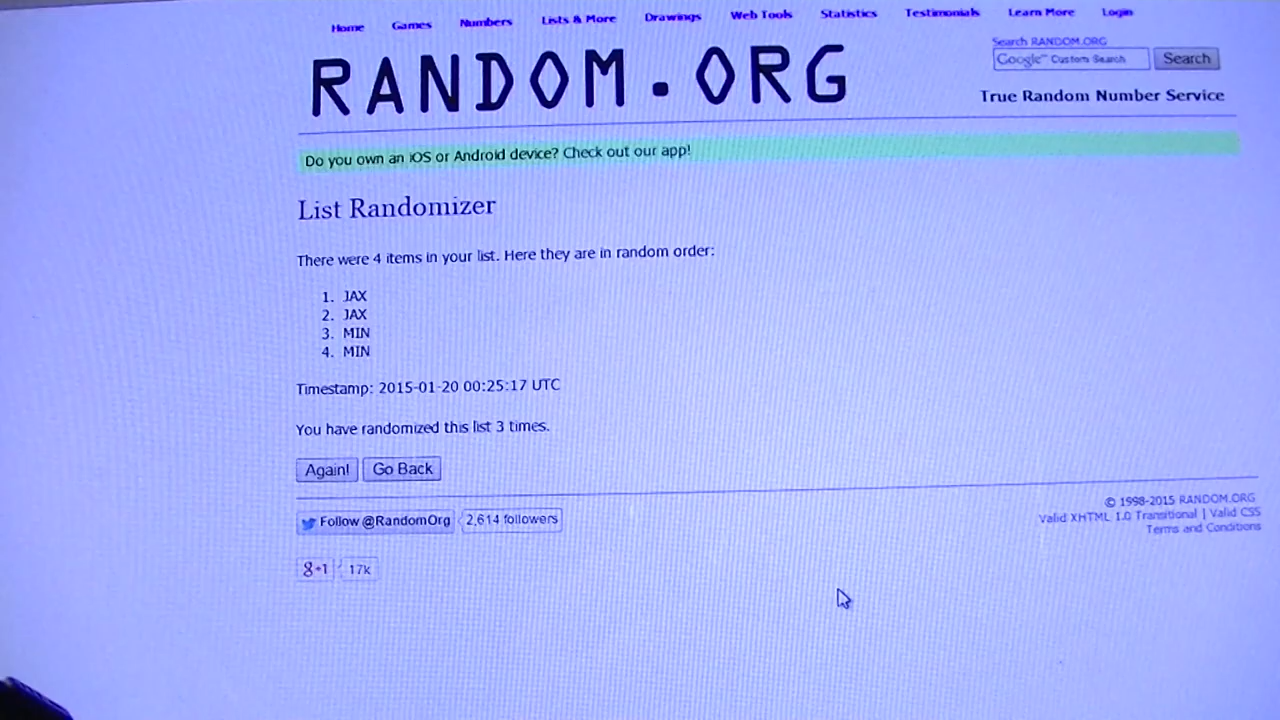 Home Games Numbers Lists & More Drawings Web Tools Statistics Testimonials Learn More Login
RANDOM.ORG
Search RANDOM.ORG
Google™ Custom Search Search
True Random Number Service
Do you own an iOS or Android device? Check out our app!
List Randomizer
There were 4 items in your list. Here they are in random order:
1. JAX
2. JAX
3. MIN
4. MIN
Timestamp: 2015-01-20 00:25:17 UTC
You have randomized this list 3 times.
Again! Go Back
Follow @RandomOrg 2,614 followers
g+1 17k
© 1998-2015 RANDOM.ORG
Valid XHTML 1.0 Transitional | Valid CSS
Terms and Conditions